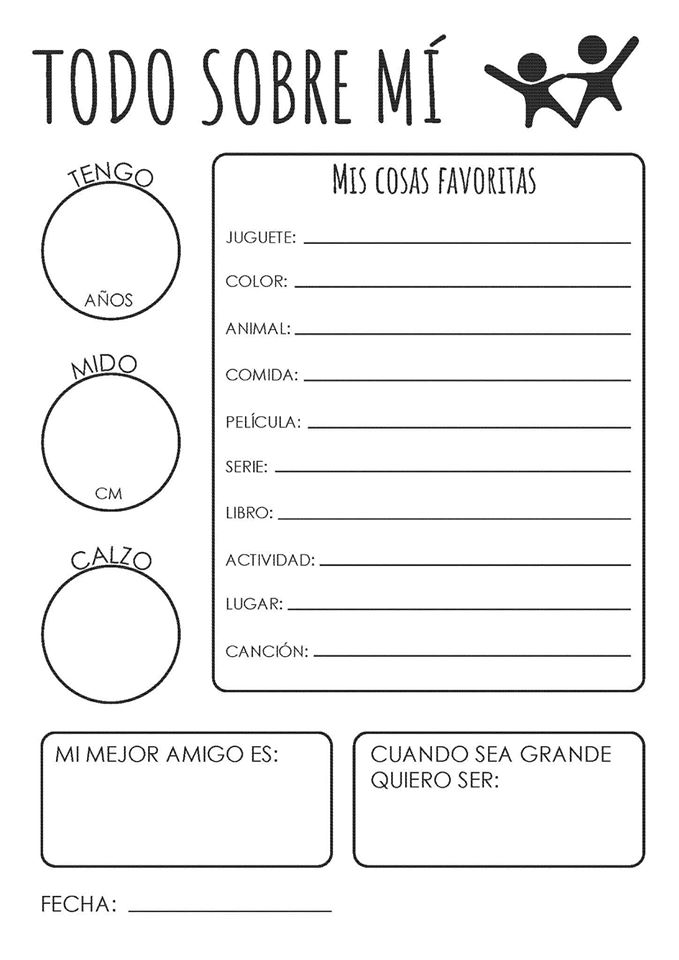 TODO SOBRE MÍ
TENGO
AÑOS
MIDO
CM
CALZO
MIS COSAS FAVORITAS
JUGUETE:
COLOR:
ANIMAL:
COMIDA:
PELÍCULA:
SERIE:
LIBRO:
ACTIVIDAD:
LUGAR:
CANCIÓN:
MI MEJOR AMIGO ES:
CUANDO SEA GRANDE
QUIERO SER:
FECHA: